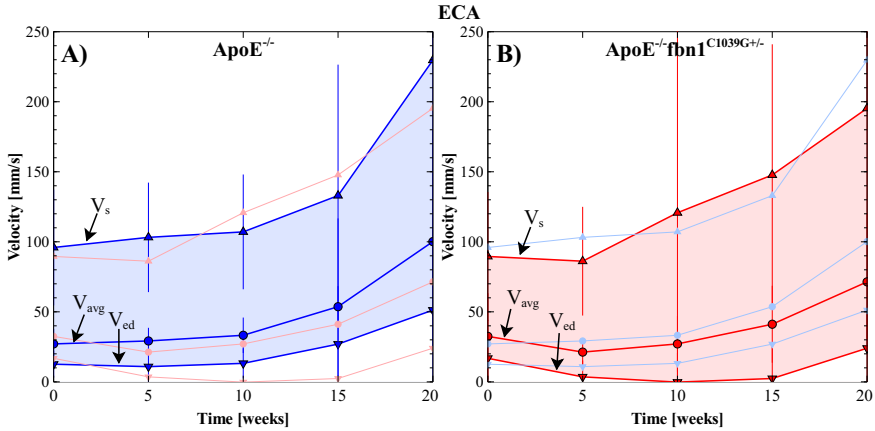 ECA
A) ApoE-/-
B) ApoE-/-fbn1C1039G+/-
250
200
150
100
50
0
Velocity [mm/s]
Vs
Vavg
Ved
0 5 10 15 20
Time [weeks]
250
200
150
100
50
0
Velocity [mm/s]
Vs
Vavg
Ved
0 5 10 15 20
Time [weeks]